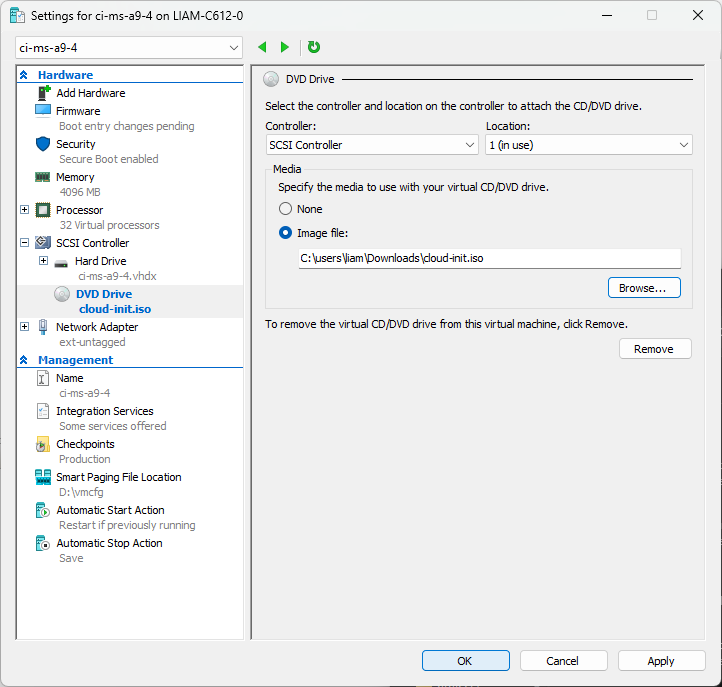 Settings for ci-ms-a9-4 on LIAM-C612-0
ci-ms-a9-4
Hardware
Add Hardware
Firmware
Boot entry changes pending
Security
Secure Boot enabled
Memory
4096 MB
Processor
32 Virtual processors
SCSI Controller
Hard Drive
ci-ms-a9-4.vhdx
DVD Drive
cloud-init.iso
Network Adapter
ext-untagged
Management
Name
ci-ms-a9-4
Integration Services
Some services offered
Checkpoints
Production
Smart Paging File Location
D:\vmcfg
Automatic Start Action
Restart if previously running
Automatic Stop Action
Save
DVD Drive
Select the controller and location on the controller to attach the CD/DVD drive.
Controller: Location:
SCSI Controller 1 (in use)
Media
Specify the media to use with your virtual CD/DVD drive.
None
Image file:
C:\users\liam\Downloads\cloud-init.iso
Browse...
To remove the virtual CD/DVD drive from this virtual machine, click Remove.
Remove
OK Cancel Apply